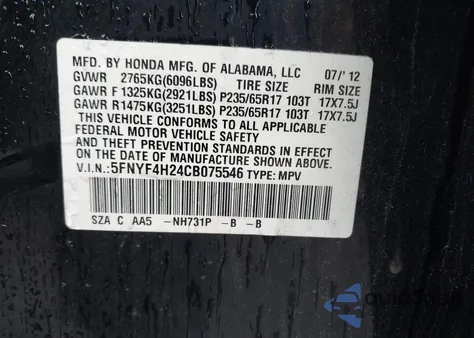 MFD. BY HONDA MFG. OF ALABAMA, LLC 07/'12
GVWR 2765KG(6096LBS) TIRE SIZE RIM SIZE
GAWR F 1325KG(2921LBS) P235/65R17 103T 17X7.5J
GAWR R1475KG(3251LBS) P235/65R17 103T 17X7.5J
THIS VEHICLE CONFORMS TO ALL APPLICABLE
FEDERAL MOTOR VEHICLE SAFETY
AND THEFT PREVENTION STANDARDS
ON THE DATE OF MANUFACTURE SHOWN ABOVE.
V.I.N.:5FNYF4H24CB075546 TYPE: MPV
SZA C AA5 -NH731P -B -B